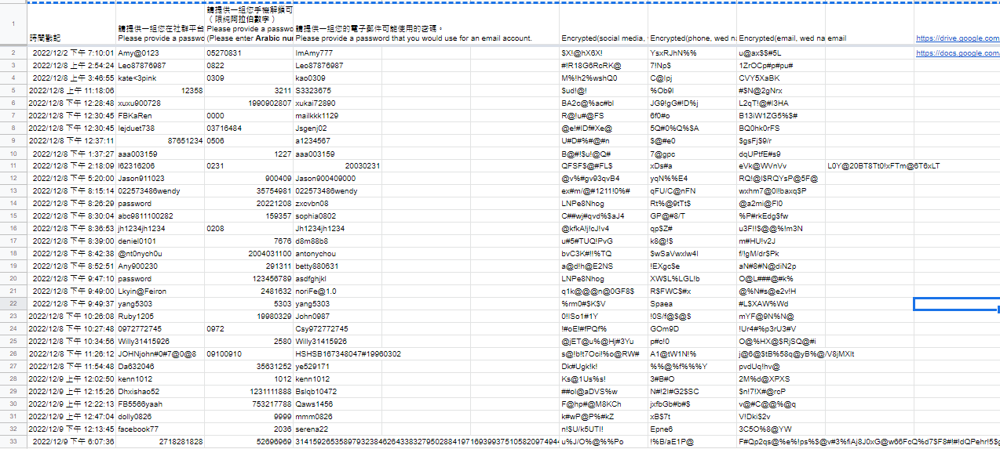 1 時間戳記 請提供一組您在社群平台 Please provide a passwo 請提供一組您手機解鎖可 （限純阿拉伯數字） Please provide a passwo (Please enter Arabic nur 請提供一組您的電子郵件可能使用的密碼。 Please provide a password that you would use for an email account. Encrypted(social media, Encrypted(phone, wed na Encrypted(email, wed na email https://drive.google.com
2 2022/12/2 下午 7:10:01 Amy@0123 05270831 ImAmy777 $X!@hX6X! YsxRJhN%% u@ax$$#5L https://docs.google.com/
3 2022/12/8 上午 2:54:24 Leo87876987 0822 Leo87876987 #!R18G6RcRK@ 7!Np$ 1ZrOCp#p#pu#
4 2022/12/8 上午 3:46:55 kate<3pink 0309 kao0309 M%!h2%wshQ0 C@Ipj CVY5XaBK
5 2022/12/8 上午 11:18:06 12358 3211 S3323675 $ud!@! %Ob9I #$N@2gNrx
6 2022/12/8 下午 12:28:48 xuxu900728 1990902807 xukai72890 BA2c@%ac#bl JG9!gG#!D%j L2qT!@#I3HA
7 2022/12/8 下午 12:30:45 FBKaRen 0000 mailkkk1129 R@!u#@FS 6f0#o B13iW1ZG5%$#
8 2022/12/8 下午 12:30:45 lejduet738 03716484 Jsgenj02 @e!#IDf#Xe@ 5Q#0%Q%$A BQ0hk0rFS
9 2022/12/8 下午 12:37:11 87651234 0506 a1234567 U#D#%#@#n $@#e0 $gsFj$9/r
10 2022/12/8 下午 1:37:27 aaa003159 1227 aaa003159 B@#!$u!@Q# 7@gpc dqUPtfE#s9
11 2022/12/8 下午 2:18:09 l62316206 0231 20030231 QFSF$@#FL$ xDs#a eVk@WVnVv L0Y@20BT8Tt0!xFTm@6T6xLT
12 2022/12/8 下午 5:20:00 Jason911023 900409 Jason900409000 @v%#gv93qvB4 yqN%%E4 RQ!@I$RQYsP@5F@
13 2022/12/8 下午 8:15:14 022573486wendy 35754981 022573486wendy ex#m/@#1211!0%# qFU/C@nFN wxhm7@0I!baxq$P
14 2022/12/8 下午 8:26:29 password 20221208 zxcvbn08 LNPe8Nhog Rt%@9tTt$ @a2mi@FI0
15 2022/12/8 下午 8:30:04 abc9811100282 159357 sophia0802 C##wj#qvd%$aJ4 GP@#8/T %P#rkEdg$fw
16 2022/12/8 下午 8:36:53 jh1234jh1234 0208 Jh1234jh1234 @kfkA!j!cJ!v4 qp$Z# u3F!!$@@%!m3N
17 2022/12/8 下午 8:39:00 deniel0101 7676 d8m88b8 u#5#TUQ!PvG k8@!$ m#HU!v2J
18 2022/12/8 下午 8:42:38 @nt0nych0u 2004031100 antonychou bvC3K#!!%TQ $wSaVwxlw4I f/!gM/dr$Pk
19 2022/12/8 下午 8:52:51 Any900230 291311 betty880631 a@d!h@E2NS !EXgc$e aN#8#N@diN2p
20 2022/12/8 下午 9:47:10 password 123456789 asdfghjkl LNPe8Nhog XW$L%LGL!b O@L###@#k%
21 2022/12/8 下午 9:49:00 Lkyin@Feiron 2481632 noriFe@1.0 q1k@@@n@0GF8$ R$FWC$#x @%N#s@e2v!H
22 2022/12/8 下午 9:49:37 yang5303 5303 yang5303 %rm0#$K$V Spaea #L$XAW%Wd
23 2022/12/8 下午 10:26:08 Ruby1205 19980329 John0987 0!ISo1#1Y !0S/f@$@$ mYF@9N%N@
24 2022/12/8 下午 10:27:48 0972772745 0972 Csy972772745 !#oE!#fPQf% GOm9D !Ur4#%p3rU3#V
25 2022/12/8 下午 10:34:56 Willy31415926 2580 Willy31415926 @jET@u%@Hj#3Yu p#c!0 O@%HX@$RjSQ@#i
26 2022/12/8 下午 11:26:12 JOHNjohn#0#7@0@8 09100910 HSHSB167348047#19960302 s@!b!t7Oci!%o@RW# A1@tW1N!% j@6@$tB%58q@yB%@/V8jMXIt
27 2022/12/8 下午 11:54:48 Da632046 35631252 ye529171 Dk#Ugk!k! %%@%f%%%Y pvdUq!hv@
28 2022/12/9 上午 12:02:50 kenn1012 1012 kenn1012 Ks@1Us%s! 3#B#O 2M%d@XPXS
29 2022/12/9 上午 12:15:26 Dhxishao52 1231111888 Bslqb10472 ##ol@aDVS%w N#!2I#G2$SC $n!7!X#@rcP
30 2022/12/9 上午 12:22:13 FB5566yaah 753217788 Qaws1456 F@hp#@M8KCh jxfbGb#b#$ v@#C@@%@q
31 2022/12/9 上午 12:47:04 dolly0826 9999 mmm0826 k#wP@P%#kZ xB$7t V!Dki$2v
32 2022/12/9 下午 12:13:45 facebook77 2036 serena22 n!$U/k5UTI! Epne6 3C5O%8@YW
33 2022/12/9 下午 6:07:36 2718281828 52696969 u%J/O%@%%Po !%B/aE1P@